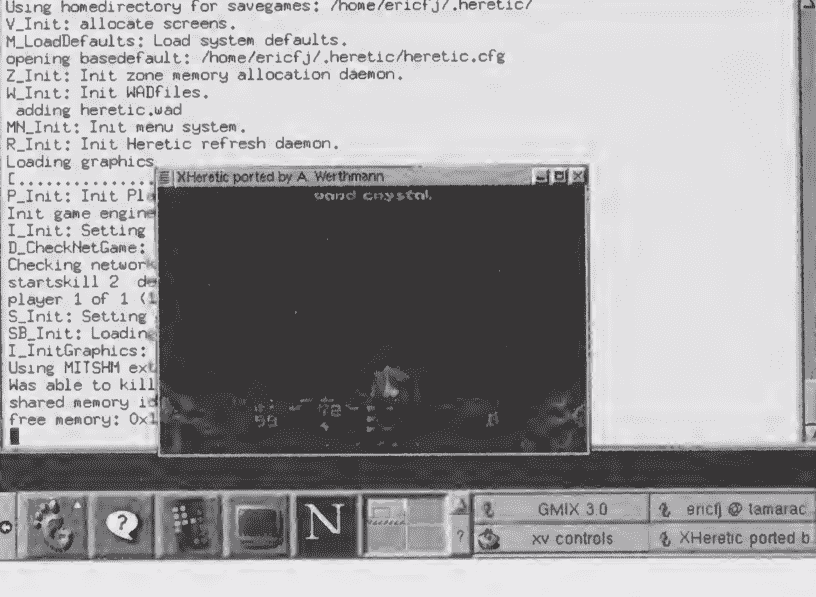 Using homedirectory for savegames: /home/ericfj/.heretic/
V_Init: allocate screens.
M_LoadDefaults: Load system defaults.
opening basedefault: /home/ericfj/.heretic/heretic.cfg
Z_Init: Init zone memory allocation daemon.
W_Init: Init WADfiles.
adding heretic.wad
MN_Init: Init menu system.
R_Init: Init Heretic refresh daemon.
Loading graphics
[................
P_Init: Init Pla
Init game engine
I_Init: Setting
D_CheckNetGame:
Checking network
startskill 2 de
player 1 of 1 (1
S_Init: Setting
SB_Init: Loading
I_InitGraphics:
Using MITSHM ext
Was able to kill
shared memory id
free memory: 0x1
XHeretic ported by A. Werthmann
wand crystal
99
72
?
N
?
GMIX 3.0
ericfj @ tamarac
xv controls
XHeretic ported b